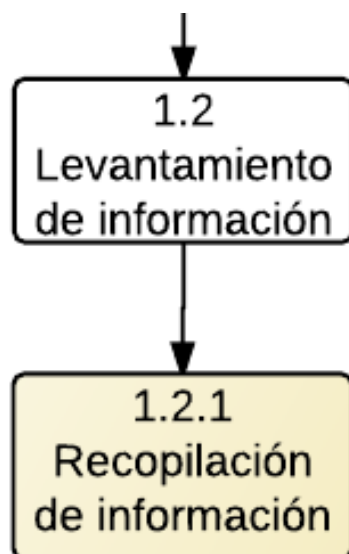 1.2
Levantamiento
de información
1.2.1
Recopilación
de información